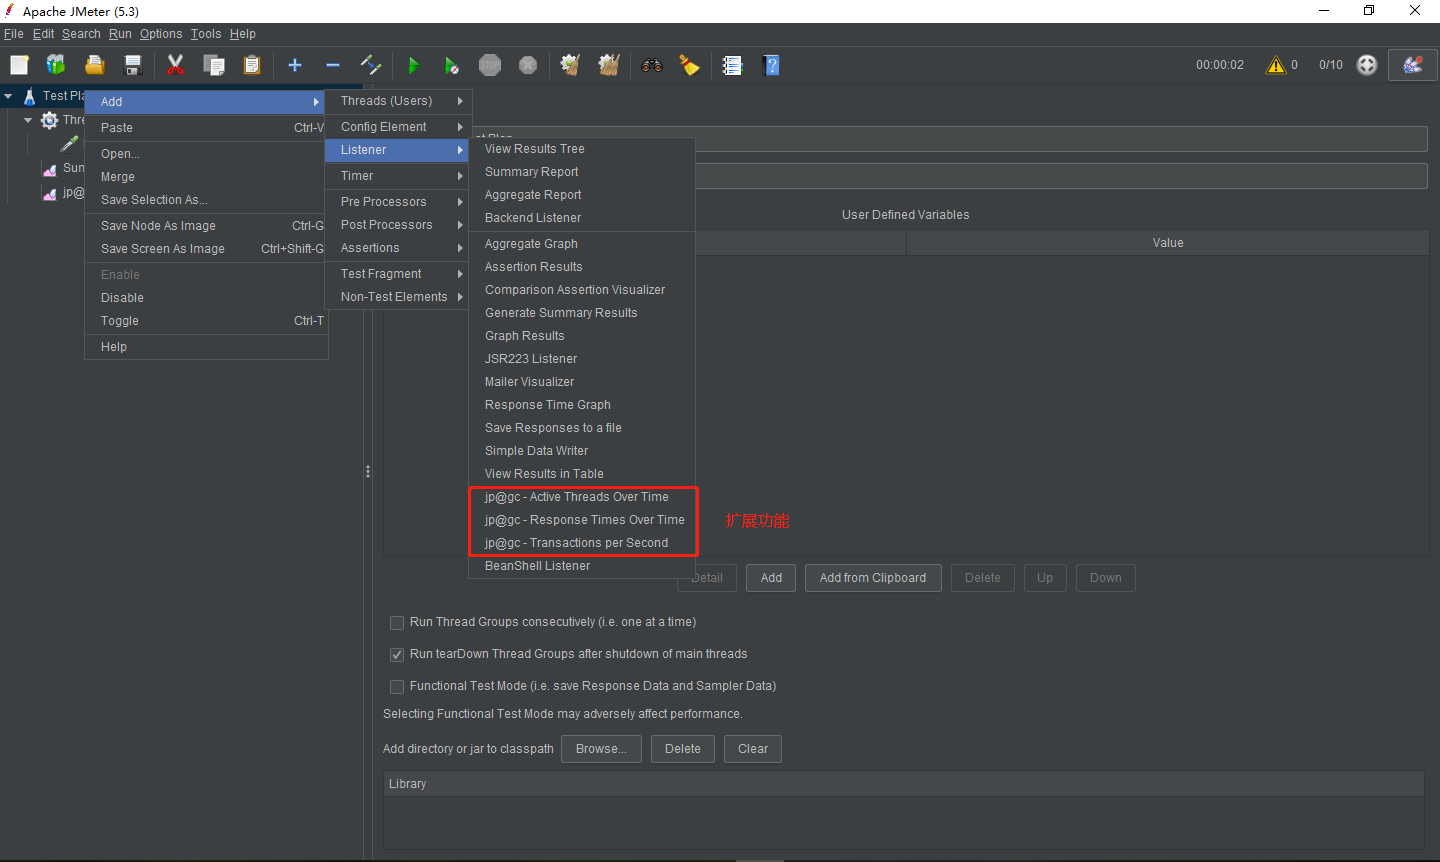 Apache JMeter (5.3)
File Edit Search Run Options Tools Help
STOP
00:00:02
0
0/10
Test Pla
Thre
Sum
jp@
Add
Paste Ctrl-V
Open...
Merge
Save Selection As...
Save Node As Image Ctrl-G
Save Screen As Image Ctrl+Shift-G
Enable
Disable
Toggle Ctrl-T
Help
Threads (Users)
Config Element
Listener
Timer
Pre Processors
Post Processors
Assertions
Test Fragment
Non-Test Elements
View Results Tree
Summary Report
Aggregate Report
Backend Listener
Aggregate Graph
Assertion Results
Comparison Assertion Visualizer
Generate Summary Results
Graph Results
JSR223 Listener
Mailer Visualizer
Response Time Graph
Save Responses to a file
Simple Data Writer
View Results in Table
jp@gc - Active Threads Over Time
jp@gc - Response Times Over Time
jp@gc - Transactions per Second
BeanShell Listener
扩展功能
User Defined Variables
Value
Detail Add Add from Clipboard Delete Up Down
Run Thread Groups consecutively (i.e. one at a time)
Run tearDown Thread Groups after shutdown of main threads
Functional Test Mode (i.e. save Response Data and Sampler Data)
Selecting Functional Test Mode may adversely affect performance.
Add directory or jar to classpath Browse... Delete Clear
Library